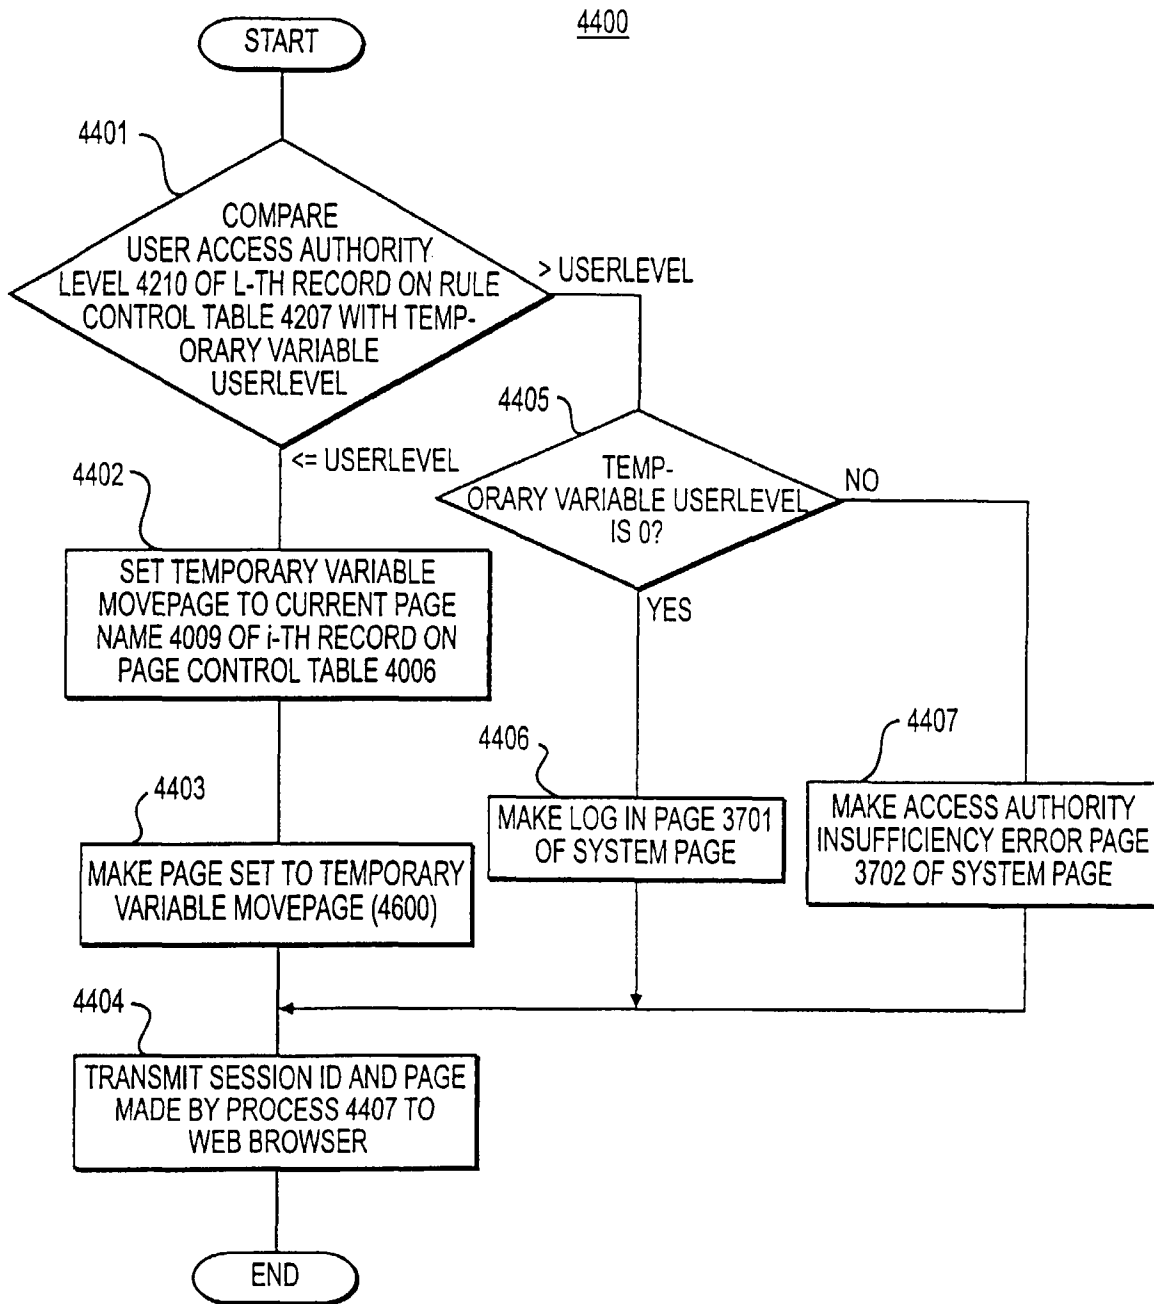 4400
START
4401
COMPARE
USER ACCESS AUTHORITY
LEVEL 4210 OF L-TH RECORD ON RULE
CONTROL TABLE 4207 WITH TEMP-
ORARY VARIABLE
USERLEVEL
> USERLEVEL
<= USERLEVEL
4402
SET TEMPORARY VARIABLE
MOVEPAGE TO CURRENT PAGE
NAME 4009 OF i-TH RECORD ON
PAGE CONTROL TABLE 4006
4405
TEMP-
ORARY VARIABLE USERLEVEL
IS 0?
NO
YES
4403
MAKE PAGE SET TO TEMPORARY
VARIABLE MOVEPAGE (4600)
4406
MAKE LOG IN PAGE 3701
OF SYSTEM PAGE
4407
MAKE ACCESS AUTHORITY
INSUFFICIENCY ERROR PAGE
3702 OF SYSTEM PAGE
4404
TRANSMIT SESSION ID AND PAGE
MADE BY PROCESS 4407 TO
WEB BROWSER
END